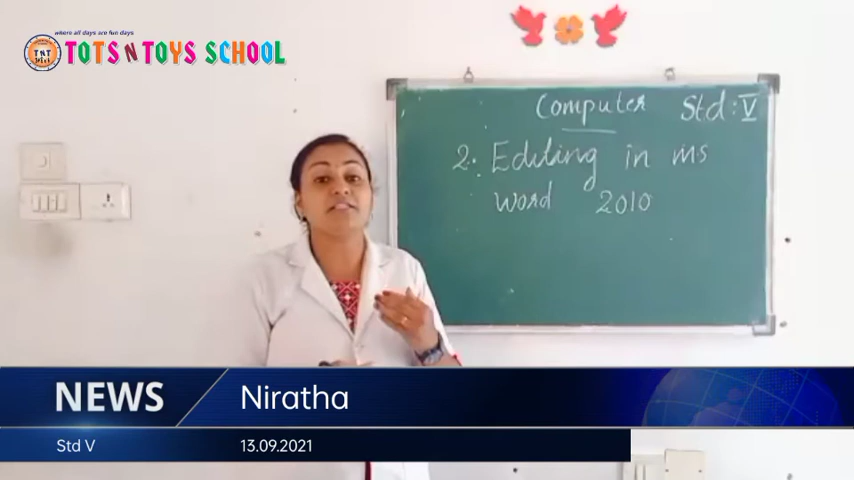 where all days are fun days
TNT
TOTS N TOYS SCHOOL
Computer Std: V
2. Editing in ms
word 2010
NEWS Niratha
Std V 13.09.2021